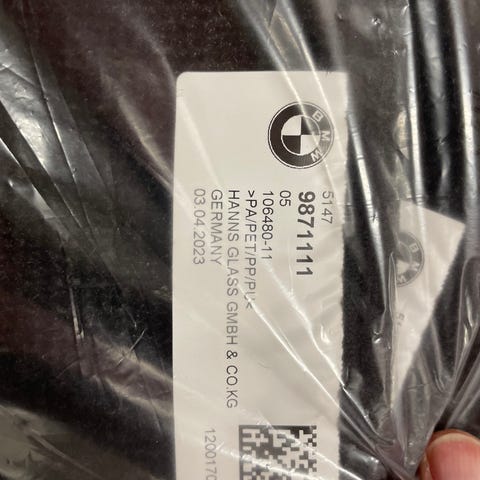 BMW
5147
9871111
05
106480-11
>PA/PET/PP/PU<
HANNS GLASS GMBH & CO.KG
GERMANY
03.04.2023